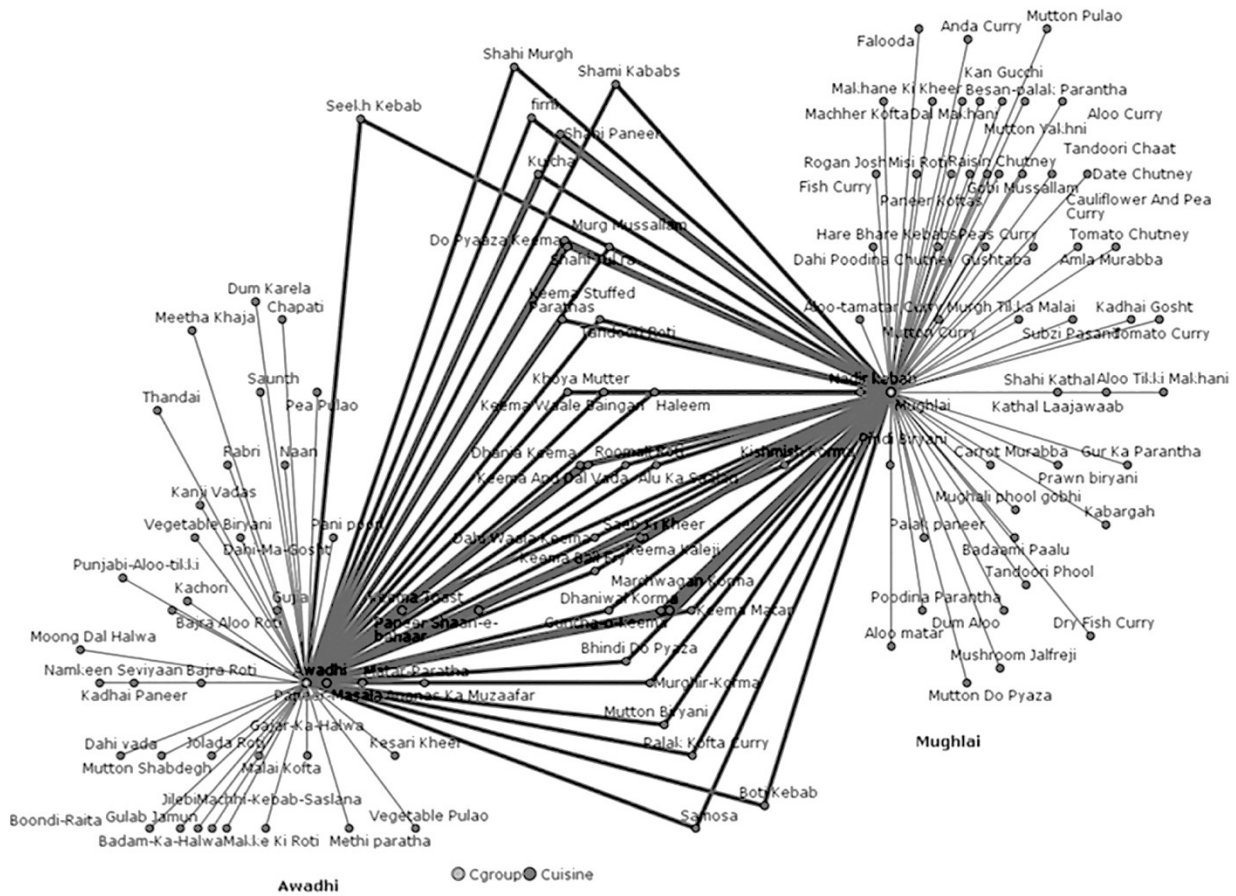 Mutton Pulao
Falooda
Anda Curry
Shahi Murgh
Shami Kababs
Kan Gucchi
Makhane Ki Kheer
Besan-palak Parantha
Seekh Kebab
firni
Machher Kofta
Dal Makhani
Aloo Curry
Shahi Paneer
Mutton Yakhni
Tandoori Chaat
Kulcha
Rogan Josh
Misi Roti
Raisin Chutney
Date Chutney
Fish Curry
Gobi Mussallam
Paneer Koftas
Cauliflower And Pea
Curry
Murg Mussallam
Do Pyaaza Keema
Hare Bhare Kebabs
Peas Curry
Tomato Chutney
Dahi Poodina Chutney
Gushtaba
Amla Murabba
Dum Karela
Keema Stuffed
Parathas
Chapati
Meetha Khaja
Aloo-tamatar Curry
Murgh Tikka Malai
Kadhai Gosht
Tandoori Roti
Mutton Curry
Subzi Pasand
Tomato Curry
Saunth
Khoya Mutter
Nadir kebab
Shahi Kathal
Aloo Tikki Makhani
Thandai
Pea Pulao
Keema Waale Baingan
Haleem
Mughlai
Kathal Laajawaab
Rabri
Naan
Dhania Keema
Roomali Roti
Kishmish Korma
Carrot Murabba
Gur Ka Parantha
Keema And Dal Vada
Alu Ka Salan
Prawn biryani
Kanji Vadas
Mughali phool gobhi
Kabargah
Vegetable Biryani
Pani poori
Palak paneer
Dahi-Ma-Gosht
Keema Kaleji
Badaami Paalu
Punjabi-Aloo-tikki
Tandoori Phool
Kachori
Gujia
Keema Toast
Dhaniwal Korma
Keema Matar
Poodina Parantha
Bajra Aloo Roti
Paneer Shaan-e-
bahaar
Guncha-o-keema
Dum Aloo
Dry Fish Curry
Moong Dal Halwa
Bhindi Do Pyaza
Aloo matar
Mushroom Jalfreji
Namkeen Seviyaan
Bajra Roti
Awadhi
Matar-Paratha
Murghir-Korma
Kadhai Paneer
Paneer-Masala
Ananas Ka Muzaafar
Mutton Do Pyaza
Mutton Biryani
Gajar-Ka-Halwa
Dahi vada
Jolada Roti
Kesari Kheer
Palak Kofta Curry
Mughlai
Mutton Shabdegh
Malai Kofta
Boti Kebab
Jilebi
Machhi-Kebab-Saslana
Boondi-Raita
Gulab Jamun
Vegetable Pulao
Samosa
Badam-Ka-Halwa
Makke Ki Roti
Methi paratha
Cgroup
Cuisine
Awadhi